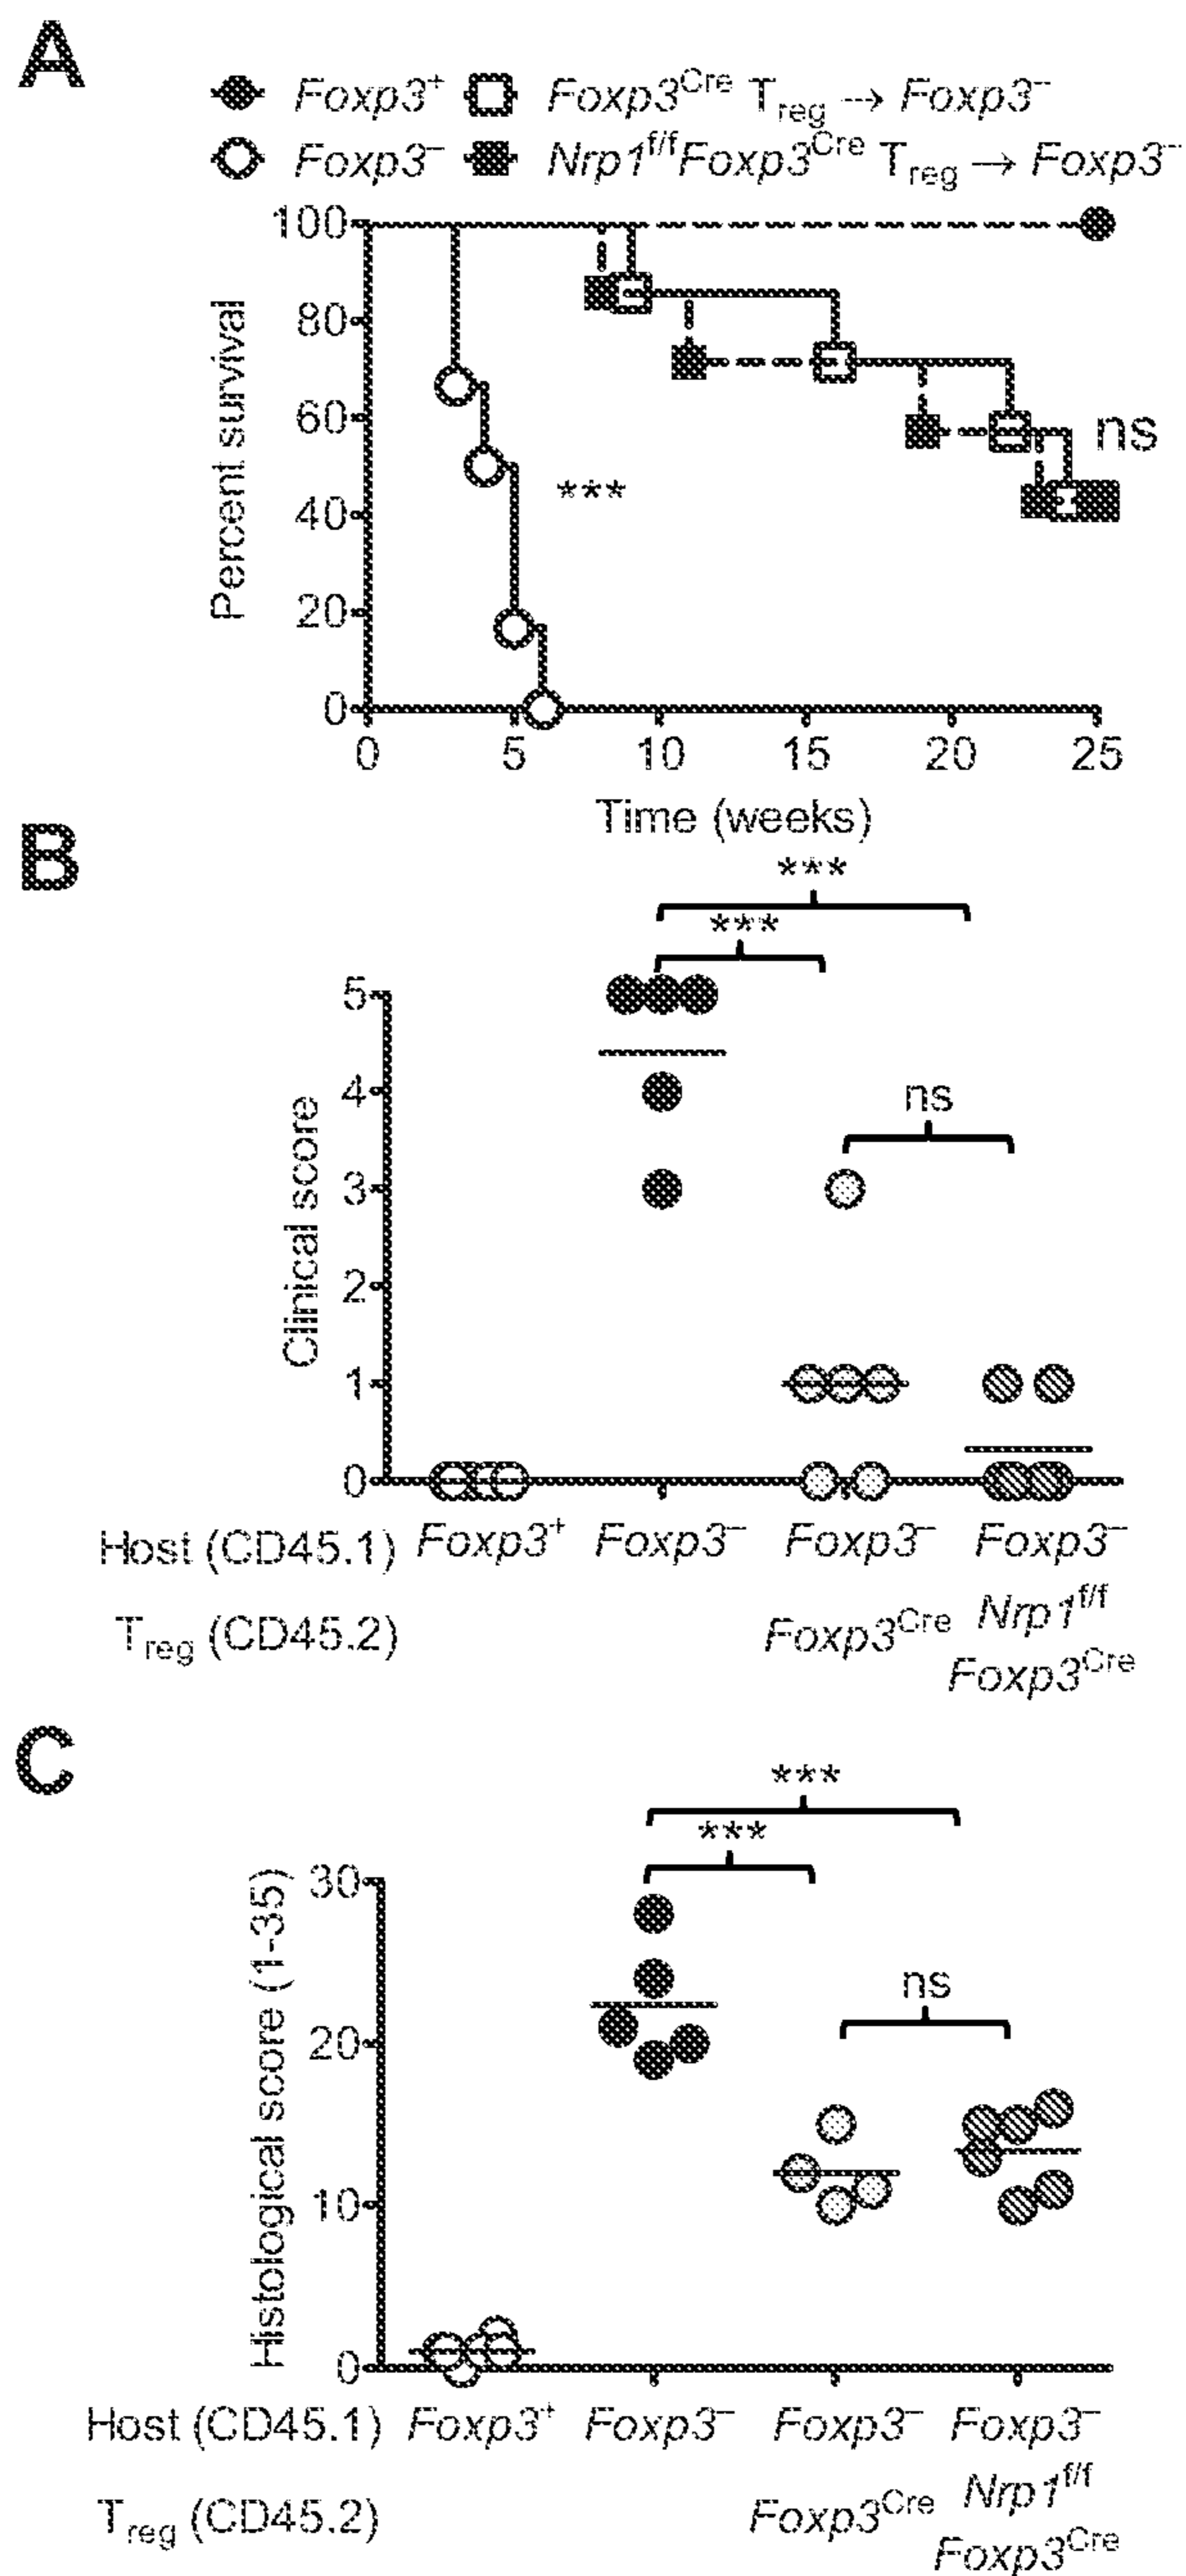 A
Foxp3⁺ Foxp3ᶜʳᵉ Treg → Foxp3⁻
Foxp3⁻ Nrp1ᶠ/ᶠFoxp3ᶜʳᵉ Treg → Foxp3⁻
100
80
60
40
20
0
Percent survival
***
ns
0 5 10 15 20 25
Time (weeks)
B
***
***
ns
5
4
3
2
1
0
Clinical score
Host (CD45.1) Foxp3⁺ Foxp3⁻ Foxp3⁻ Foxp3⁻
Treg (CD45.2) Foxp3ᶜʳᵉ Nrp1ᶠ/ᶠ
Foxp3ᶜʳᵉ
C
***
***
ns
30
20
10
0
Histological score (1-35)
Host (CD45.1) Foxp3⁺ Foxp3⁻ Foxp3⁻ Foxp3⁻
Treg (CD45.2) Foxp3ᶜʳᵉ Nrp1ᶠ/ᶠ
Foxp3ᶜʳᵉ